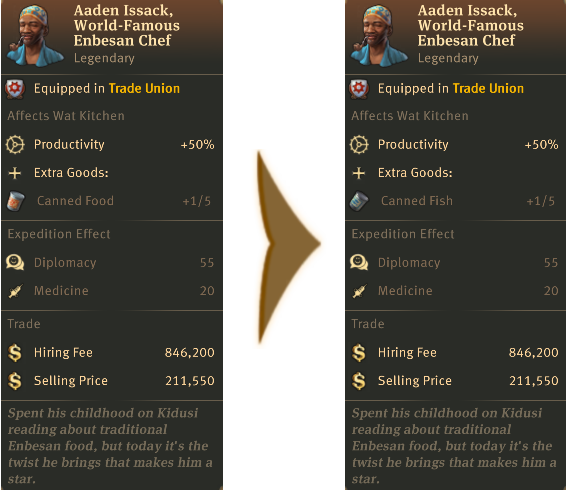 Aaden Issack,
World-Famous
Enbesan Chef
Legendary
Equipped in Trade Union
Affects Wat Kitchen
Productivity +50%
Extra Goods:
Canned Food +1/5
Expedition Effect
Diplomacy 55
Medicine 20
Trade
Hiring Fee 846,200
Selling Price 211,550
Spent his childhood on Kidusi
reading about traditional
Enbesan food, but today it's the
twist he brings that makes him a
star.
Aaden Issack,
World-Famous
Enbesan Chef
Legendary
Equipped in Trade Union
Affects Wat Kitchen
Productivity +50%
Extra Goods:
Canned Fish +1/5
Expedition Effect
Diplomacy 55
Medicine 20
Trade
Hiring Fee 846,200
Selling Price 211,550
Spent his childhood on Kidusi
reading about traditional
Enbesan food, but today it's the
twist he brings that makes him a
star.